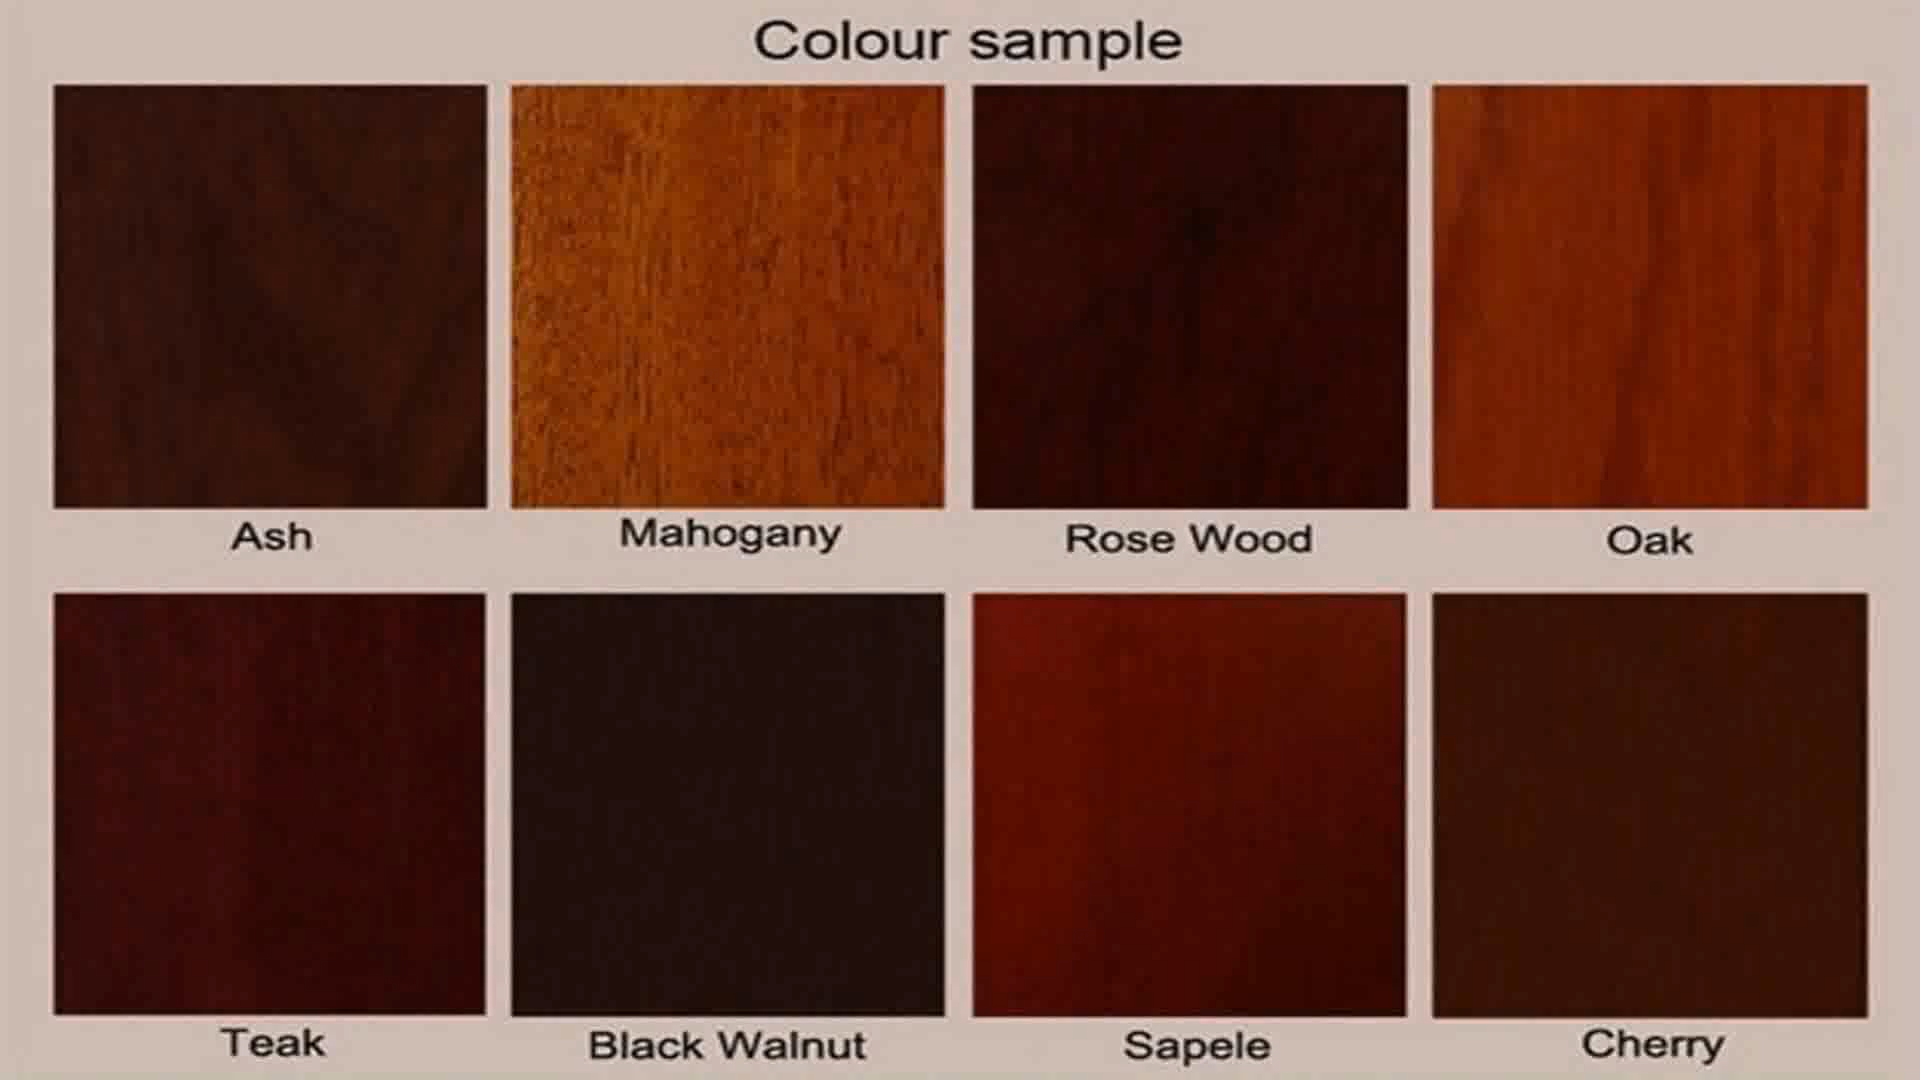 Colour sample
Ash
Mahogany
Rose Wood
Oak
Teak
Black Walnut
Sapele
Cherry